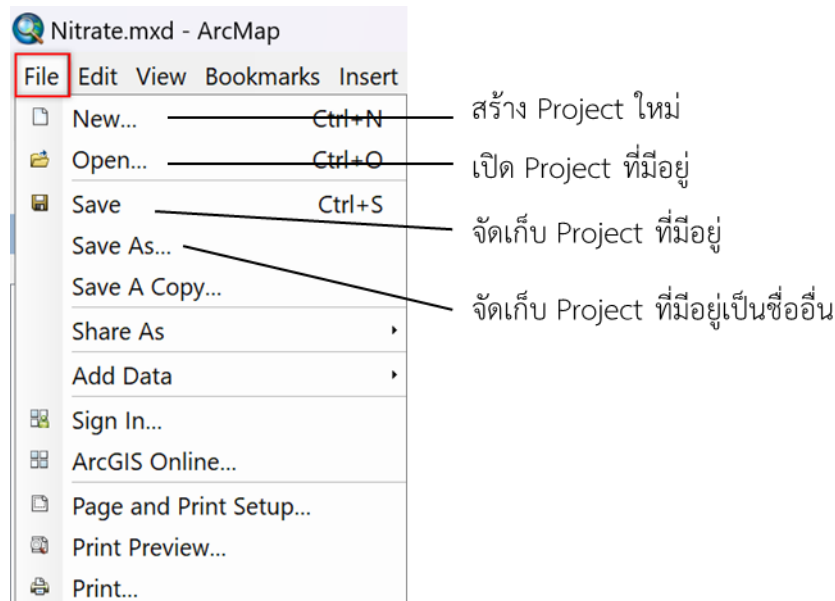 Nitrate.mxd - ArcMap
File Edit View Bookmarks Insert
New... Ctrl+N สร้าง Project ใหม่
Open... Ctrl+O เปิด Project ที่มีอยู่
Save Ctrl+S จัดเก็บ Project ที่มีอยู่
Save As... จัดเก็บ Project ที่มีอยู่เป็นชื่ออื่น
Save A Copy...
Share As
Add Data
Sign In...
ArcGIS Online...
Page and Print Setup...
Print Preview...
Print...